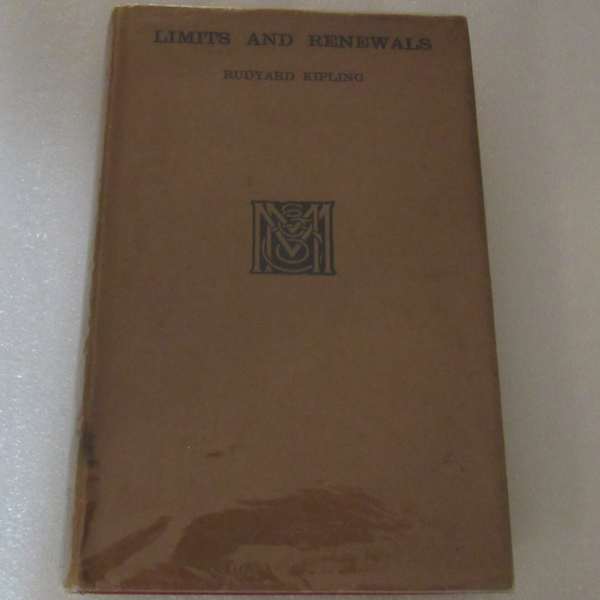 LIMITS AND RENEWALS
RUDYARD KIPLING